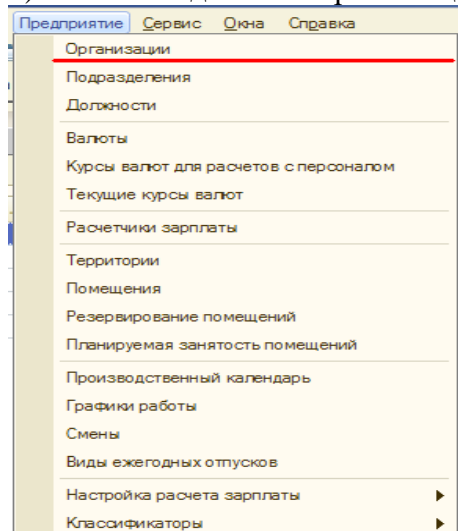 Предприятие Сервис Окна Справка
Организации
Подразделения
Должности
Валюты
Курсы валют для расчетов с персоналом
Текущие курсы валют
Расчетчики зарплаты
Территории
Помещения
Резервирование помещений
Планируемая занятость помещений
Производственный календарь
Графики работы
Смены
Виды ежегодных отпусков
Настройка расчета зарплаты
Классификаторы